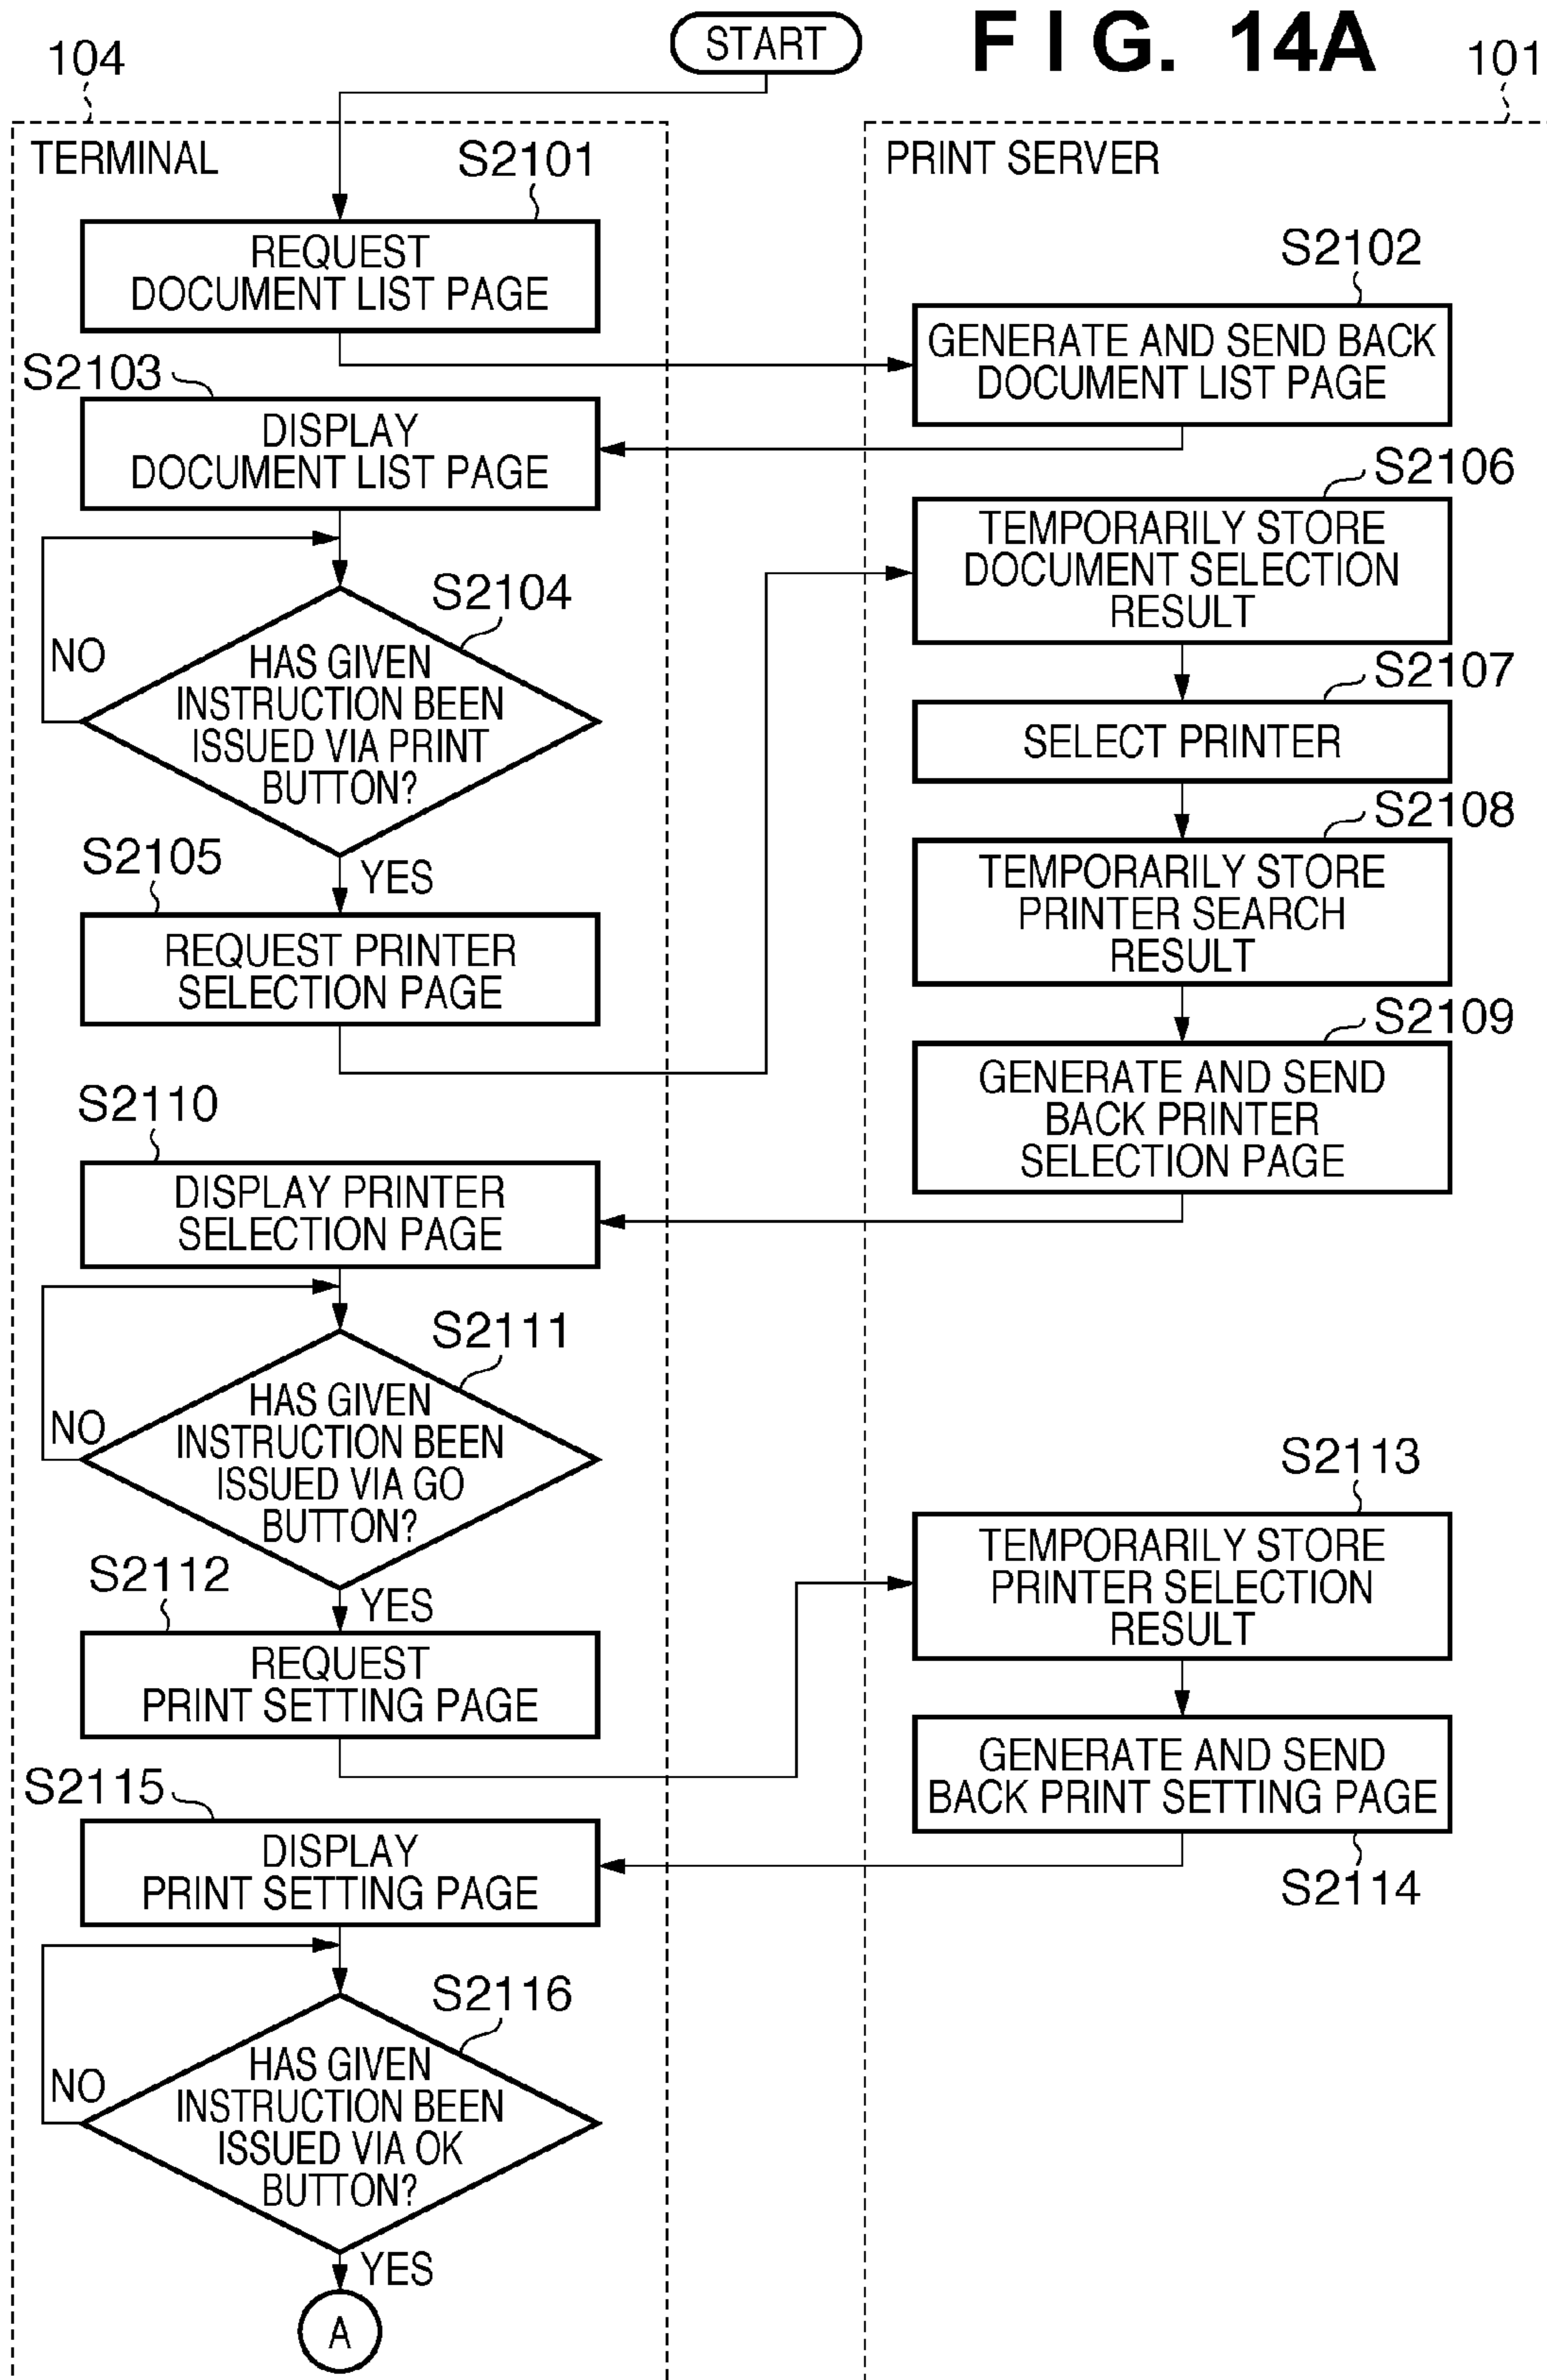 START
F I G. 14A
104
101
TERMINAL
PRINT SERVER
S2101
REQUEST
DOCUMENT LIST PAGE
S2102
GENERATE AND SEND BACK
DOCUMENT LIST PAGE
S2103
DISPLAY
DOCUMENT LIST PAGE
S2104
HAS GIVEN
INSTRUCTION BEEN
ISSUED VIA PRINT
BUTTON?
NO
YES
S2105
REQUEST PRINTER
SELECTION PAGE
S2106
TEMPORARILY STORE
DOCUMENT SELECTION
RESULT
S2107
SELECT PRINTER
S2108
TEMPORARILY STORE
PRINTER SEARCH
RESULT
S2109
GENERATE AND SEND
BACK PRINTER
SELECTION PAGE
S2110
DISPLAY PRINTER
SELECTION PAGE
S2111
HAS GIVEN
INSTRUCTION BEEN
ISSUED VIA GO
BUTTON?
NO
YES
S2112
REQUEST
PRINT SETTING PAGE
S2113
TEMPORARILY STORE
PRINTER SELECTION
RESULT
GENERATE AND SEND
BACK PRINT SETTING PAGE
S2114
S2115
DISPLAY
PRINT SETTING PAGE
S2116
HAS GIVEN
INSTRUCTION BEEN
ISSUED VIA OK
BUTTON?
NO
YES
A